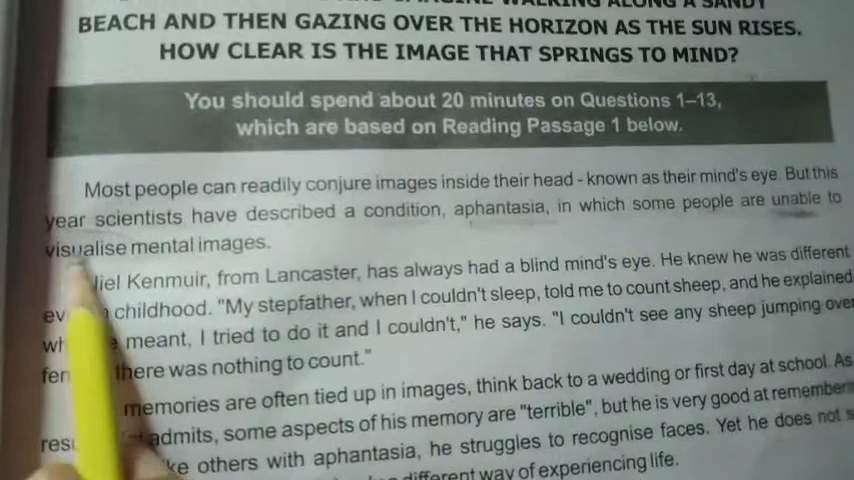 WALKING ALONG A SANDY
BEACH AND THEN GAZING OVER THE HORIZON AS THE SUN RISES.
HOW CLEAR IS THE IMAGE THAT SPRINGS TO MIND?
You should spend about 20 minutes on Questions 1–13,
which are based on Reading Passage 1 below.
Most people can readily conjure images inside their head - known as their mind's eye. But this
year scientists have described a condition, aphantasia, in which some people are unable to
visualise mental images.
Kenmuir, from Lancaster, has always had a blind mind's eye. He knew he was different
childhood. "My stepfather, when I couldn't sleep, told me to count sheep, and he explained
meant, I tried to do it and I couldn't," he says. "I couldn't see any sheep jumping over
there was nothing to count."
memories are often tied up in images, think back to a wedding or first day at school. As
admits, some aspects of his memory are "terrible", but he is very good at
others with aphantasia, he struggles to recognise faces. Yet he does not
different way of experiencing life.